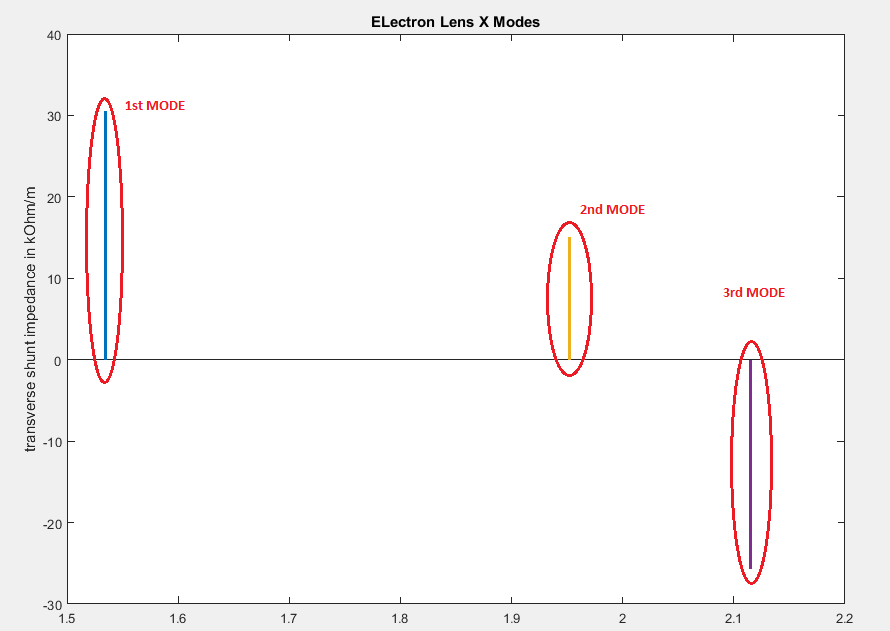 ELectron Lens X Modes
transverse shunt impedance in kOhm/m
40
30
20
10
0
-10
-20
-30
1st MODE
2nd MODE
3rd MODE
1.5 1.6 1.7 1.8 1.9 2 2.1 2.2